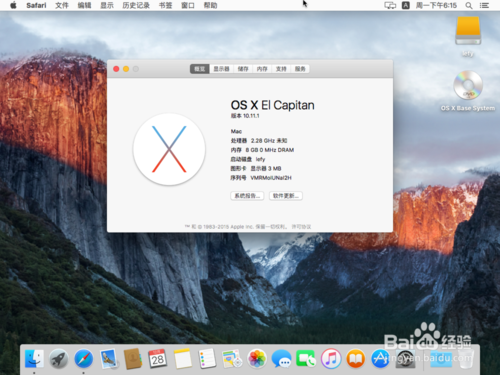 Safari 文件 编辑 显示 历史记录 书签 窗口 帮助 A 周一下午6:15
lefy
OS X Base System
概览 显示器 储存 内存 支持 服务
OS X El Capitan
版本 10.11.1
Mac
处理器 2.28 GHz 未知
内存 8 GB 0 MHz DRAM
启动磁盘 lefy
图形卡 显示器 3 MB
序列号 VMRMolUNal2H
系统报告... 软件更新...
™ 和 © 1983-2015 Apple Inc. 保留一切权利。 许可协议
28
Baidu 经验
jingyan.baidu.com